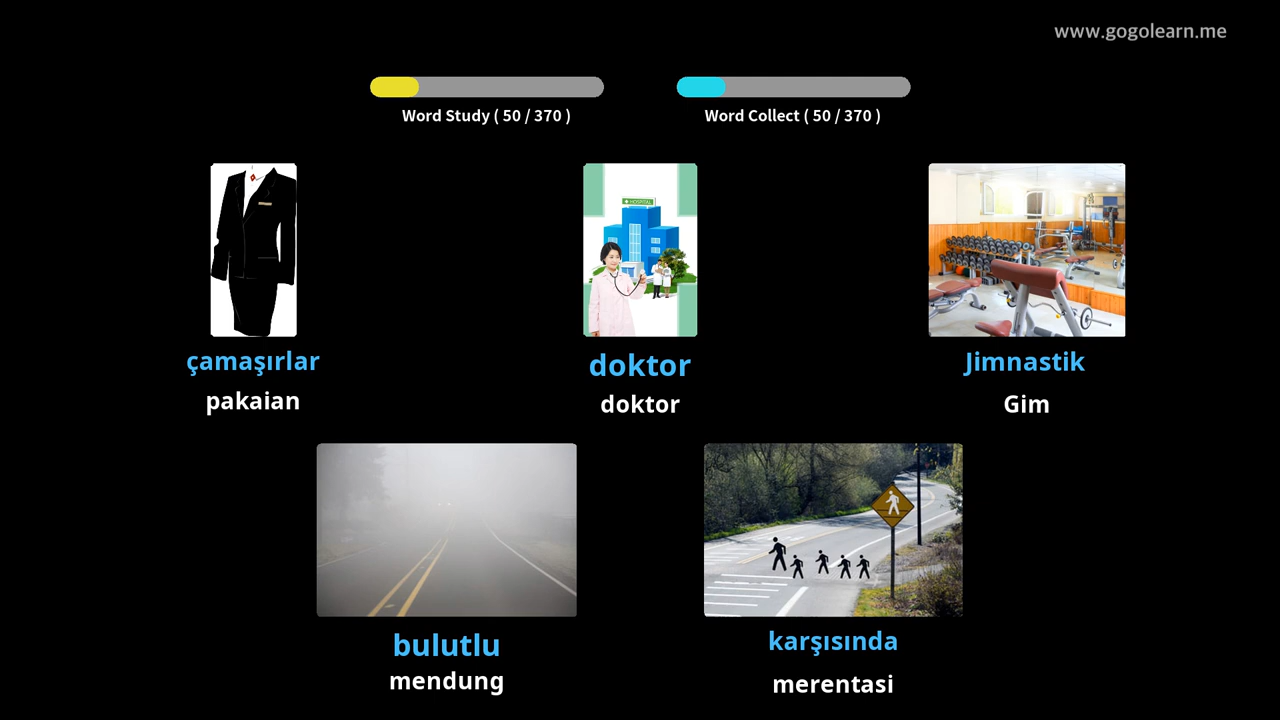 www.gogolearn.me
Word Study ( 50 / 370 )
Word Collect ( 50 / 370 )
HOSPITAL
çamaşırlar
pakaian
doktor
doktor
Jimnastik
Gim
bulutlu
mendung
karşısında
merentasi